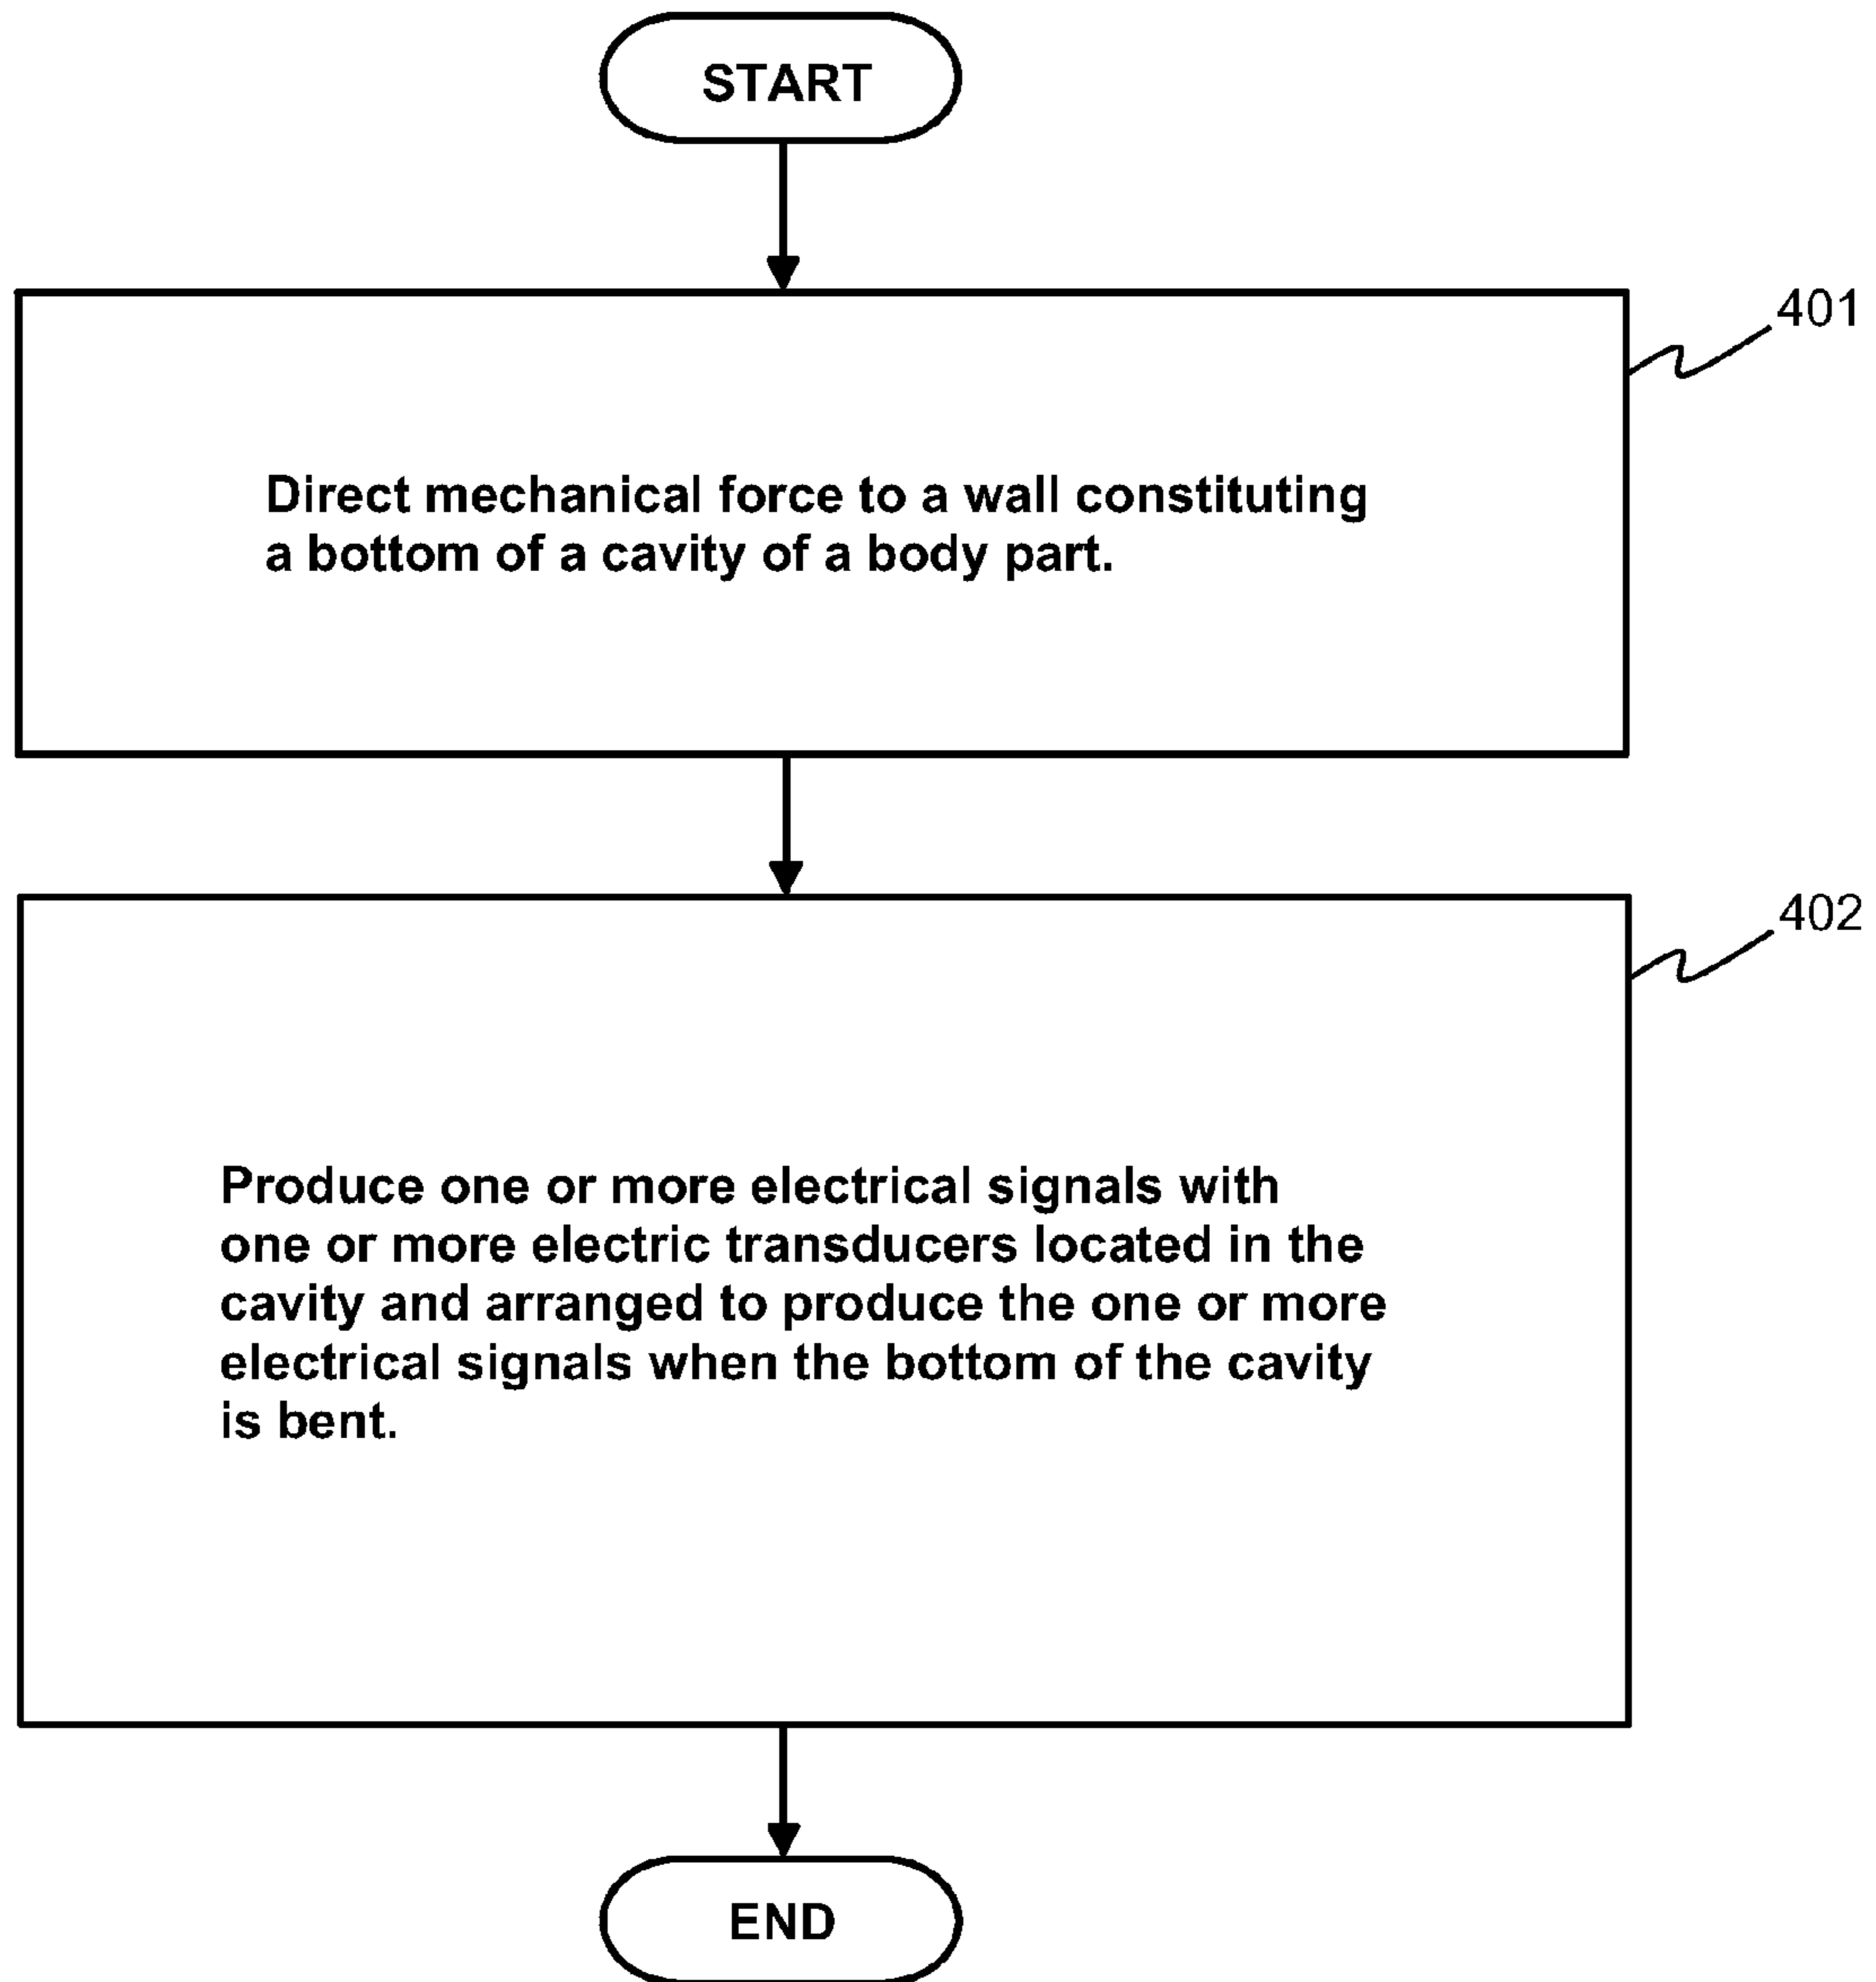 START
401
Direct mechanical force to a wall constituting
a bottom of a cavity of a body part.
402
Produce one or more electrical signals with
one or more electric transducers located in the
cavity and arranged to produce the one or more
electrical signals when the bottom of the cavity
is bent.
END